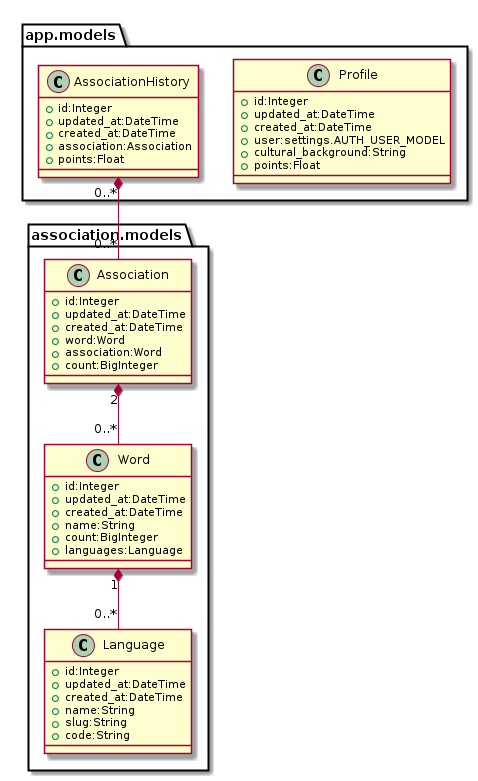 app.models
C AssociationHistory
id:Integer
updated_at:DateTime
created_at:DateTime
association:Association
points:Float
C Profile
id:Integer
updated_at:DateTime
created_at:DateTime
user:settings.AUTH_USER_MODEL
cultural_background:String
points:Float
0..*
0..*
association.models
C Association
id:Integer
updated_at:DateTime
created_at:DateTime
word:Word
association:Word
count:BigInteger
2
0..*
C Word
id:Integer
updated_at:DateTime
created_at:DateTime
name:String
count:BigInteger
languages:Language
1
0..*
C Language
id:Integer
updated_at:DateTime
created_at:DateTime
name:String
slug:String
code:String